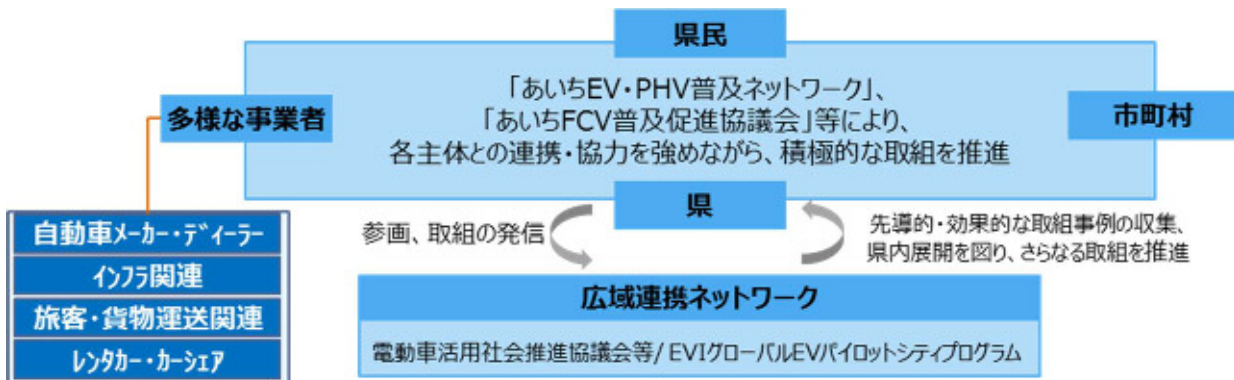 県民
「あいちEV・PHV普及ネットワーク」、
「あいちFCV普及促進協議会」等により、
各主体との連携・協力を強めながら、積極的な取組を推進
多様な事業者
市町村
県
自動車ﾒｰｶｰ・ﾃﾞｨｰﾗｰ
ｲﾝﾌﾗ関連
旅客・貨物運送関連
ﾚﾝﾀｶｰ・ｶｰｼｪｱ
参画、取組の発信
先導的・効果的な取組事例の収集、
県内展開を図り、さらなる取組を推進
広域連携ネットワーク
電動車活用社会推進協議会等/ EVIグローバルEVパイロットシティプログラム